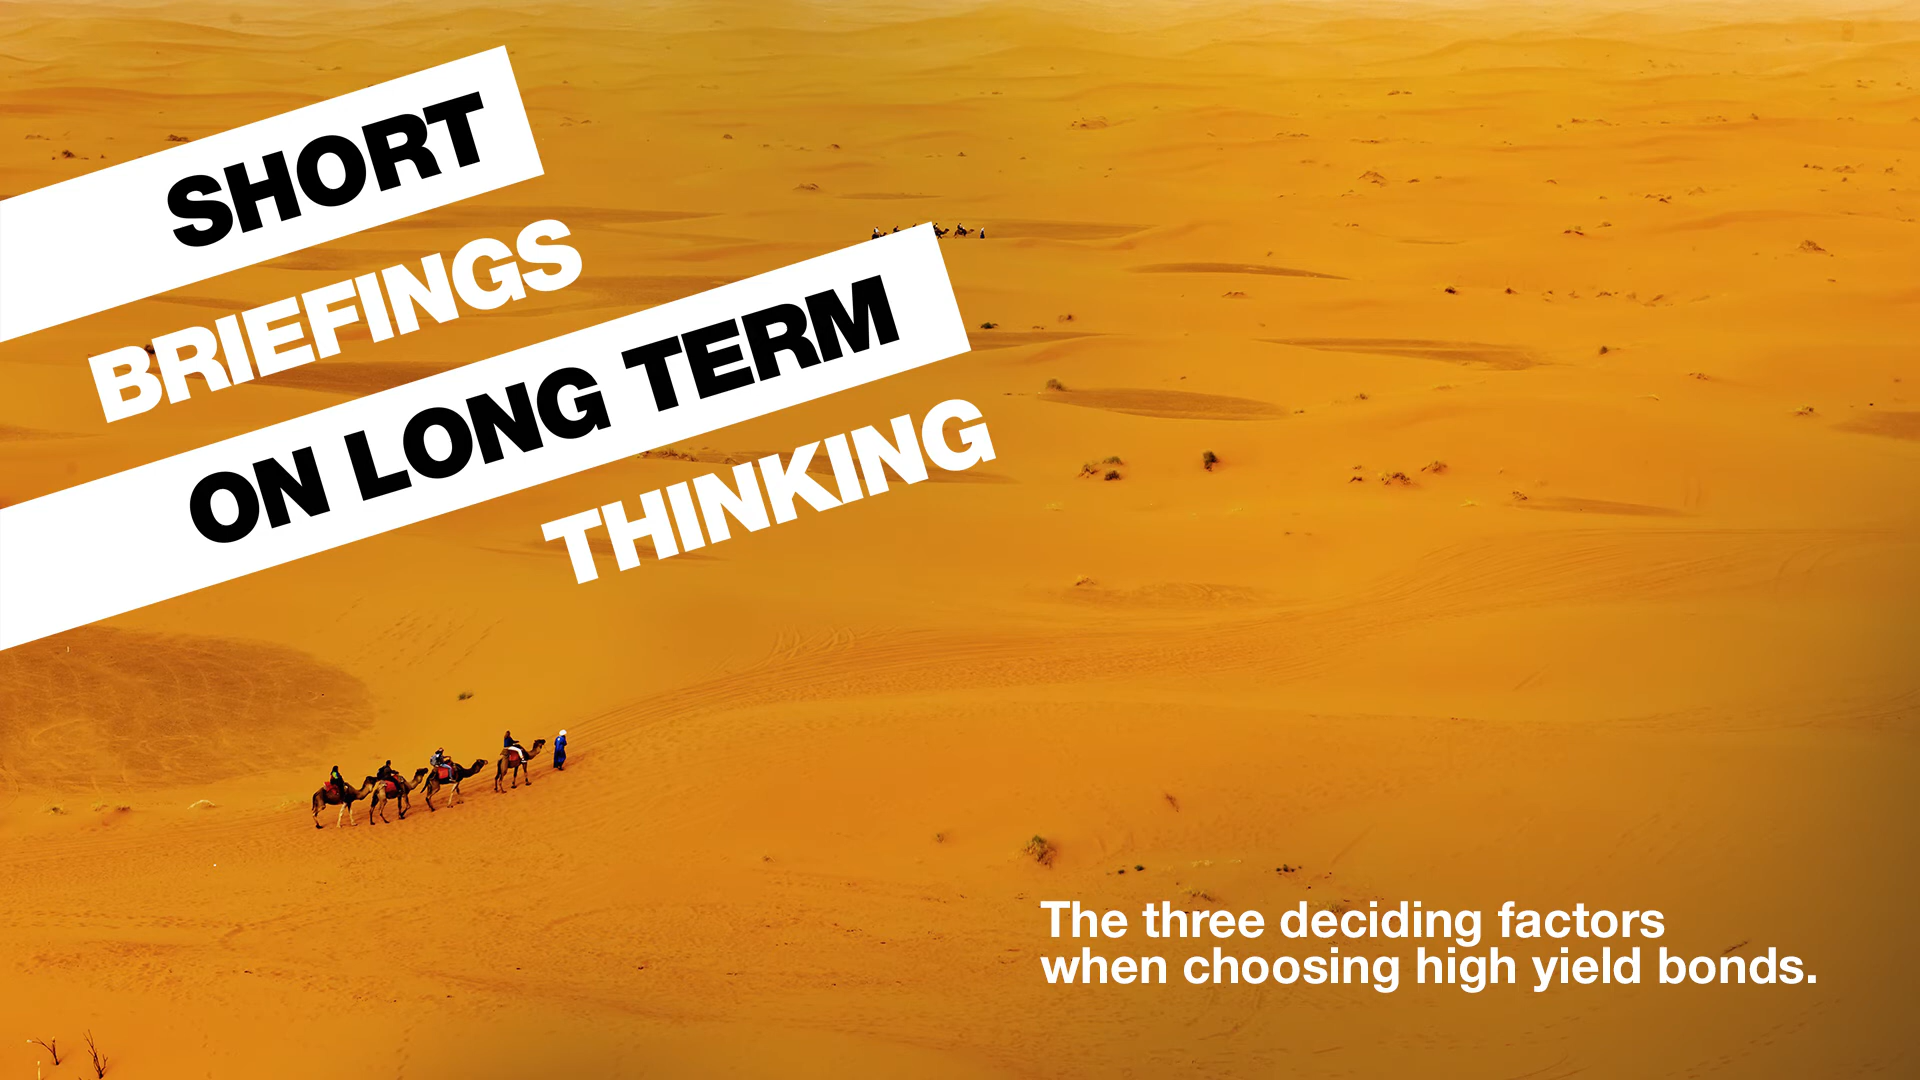 SHORT
BRIEFINGS
ON LONG TERM
THINKING
The three deciding factors
when choosing high yield bonds.